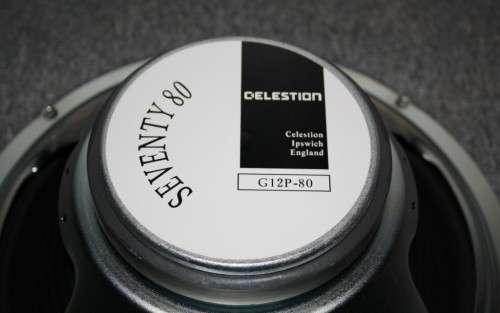 SEVENTY 80
CELESTION
Celestion
Ipswich
England
G12P-80